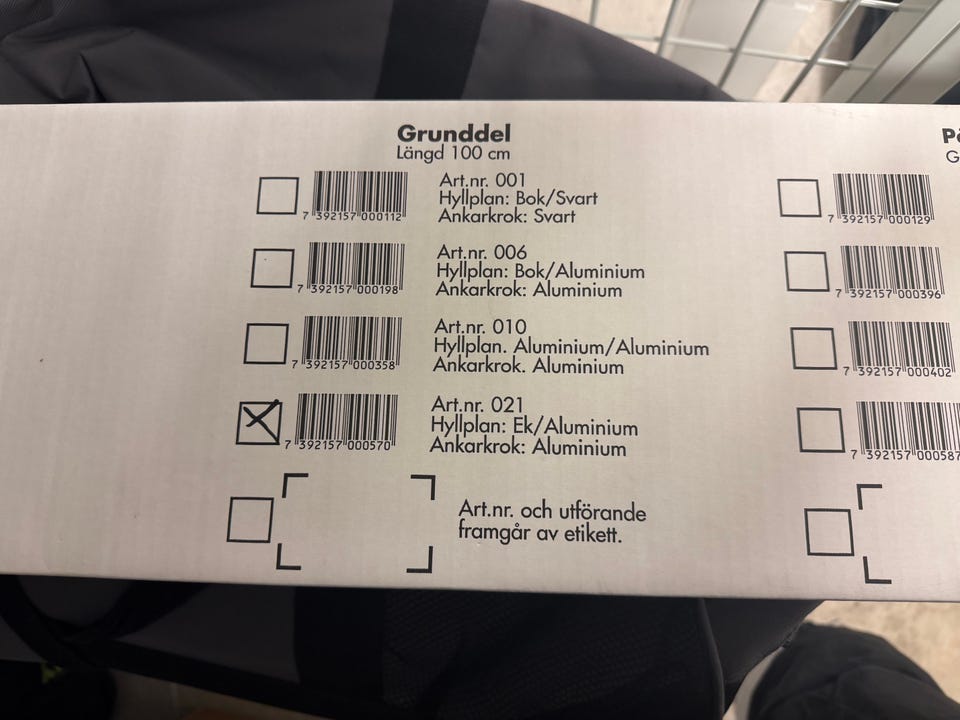 Grunddel
Längd 100 cm
Art.nr. 001
Hyllplan: Bok/Svart
Ankarkrok: Svart
7 392157 000112
7 392157 000129
Art.nr. 006
Hyllplan: Bok/Aluminium
Ankarkrok: Aluminium
7 392157 000198
7 392157 000396
Art.nr. 010
Hyllplan. Aluminium/Aluminium
Ankarkrok. Aluminium
7 392157 000358
7 392157 000402
Art.nr. 021
Hyllplan: Ek/Aluminium
Ankarkrok: Aluminium
7 392157 000570
7 392157 000587
Art.nr. och utförande
framgår av etikett.